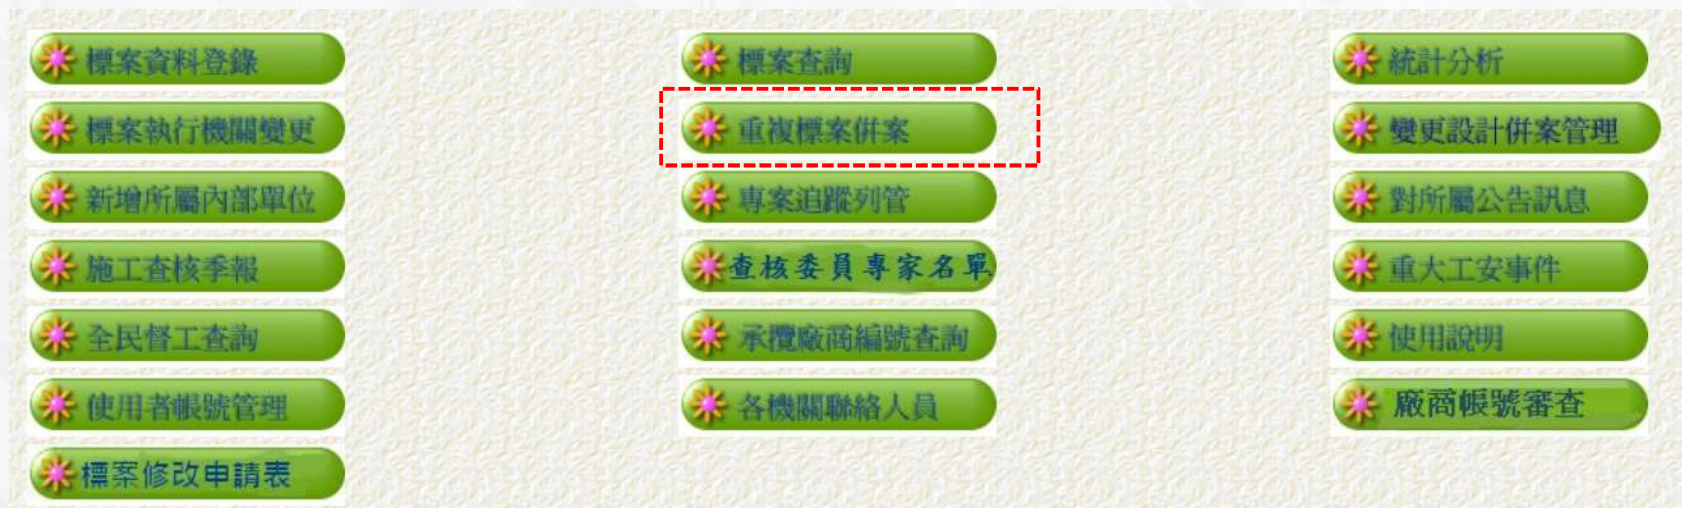 標案資料登錄
標案查詢
統計分析
標案執行機關變更
重複標案併案
變更設計併案管理
新增所屬內部單位
專案追蹤列管
對所屬公告訊息
施工查核季報
查核委員專家名單
重大工安事件
全民督工查詢
承攬廠商編號查詢
使用說明
使用者帳號管理
各機關聯絡人員
廠商帳號審查
標案修改申請表